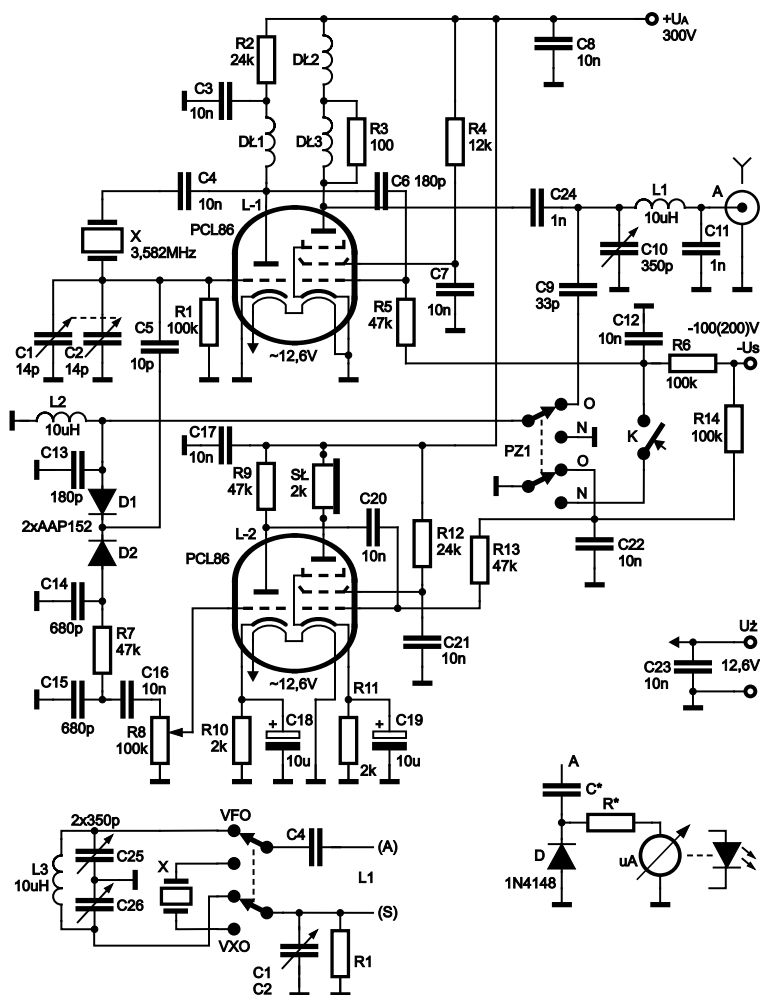 +UA
300V
R2
24k
DŁ2
C8
10n
C3
10n
DŁ1
DŁ3
R3
100
R4
12k
C4
10n
C6 180p
L-1
PCL86
C24
1n
L1
10uH
A
X
3,582MHz
C10
350p
C11
1n
C7
10n
C9
33p
R1
100k
R5
47k
C1
14p
C2
14p
C5
10p
~12,6V
C12
10n
-100(200)V
-Us
R6
100k
L2
10uH
O
N
PZ1
O
N
K
R14
100k
C17
10n
C13
180p
D1
R9
47k
SŁ
2k
C20
10n
2xAAP152
D2
L-2
PCL86
R12
24k
R13
47k
C22
10n
C14
680p
R7
47k
C21
10n
~12,6V
Uż
12,6V
C23
10n
C15
680p
C16
10n
R8
100k
R10
2k
+
C18
10u
R11
2k
+
C19
10u
2x350p
VFO
C4
(A)
L3
10uH
C25
C26
X
L1
(S)
VXO
C1
C2
R1
A
C*
R*
D
1N4148
uA